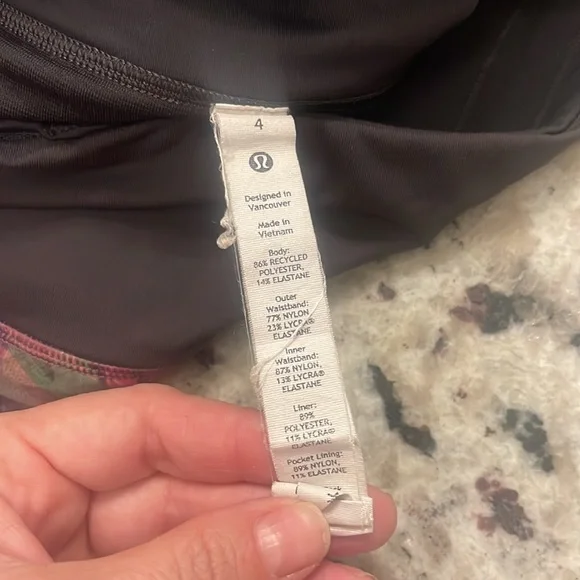 4
Designed in
Vancouver
Made in
Vietnam
Body:
86% RECYCLED
POLYESTER,
14% ELASTANE
Outer
Waistband:
77% NYLON
23% LYCRA®
ELASTANE
Inner
Waistband:
87% NYLON,
13% LYCRA®
ELASTANE
Liner:
89%
POLYESTER,
11% LYCRA®
ELASTANE
Pocket Lining:
89% NYLON,
11% ELASTANE